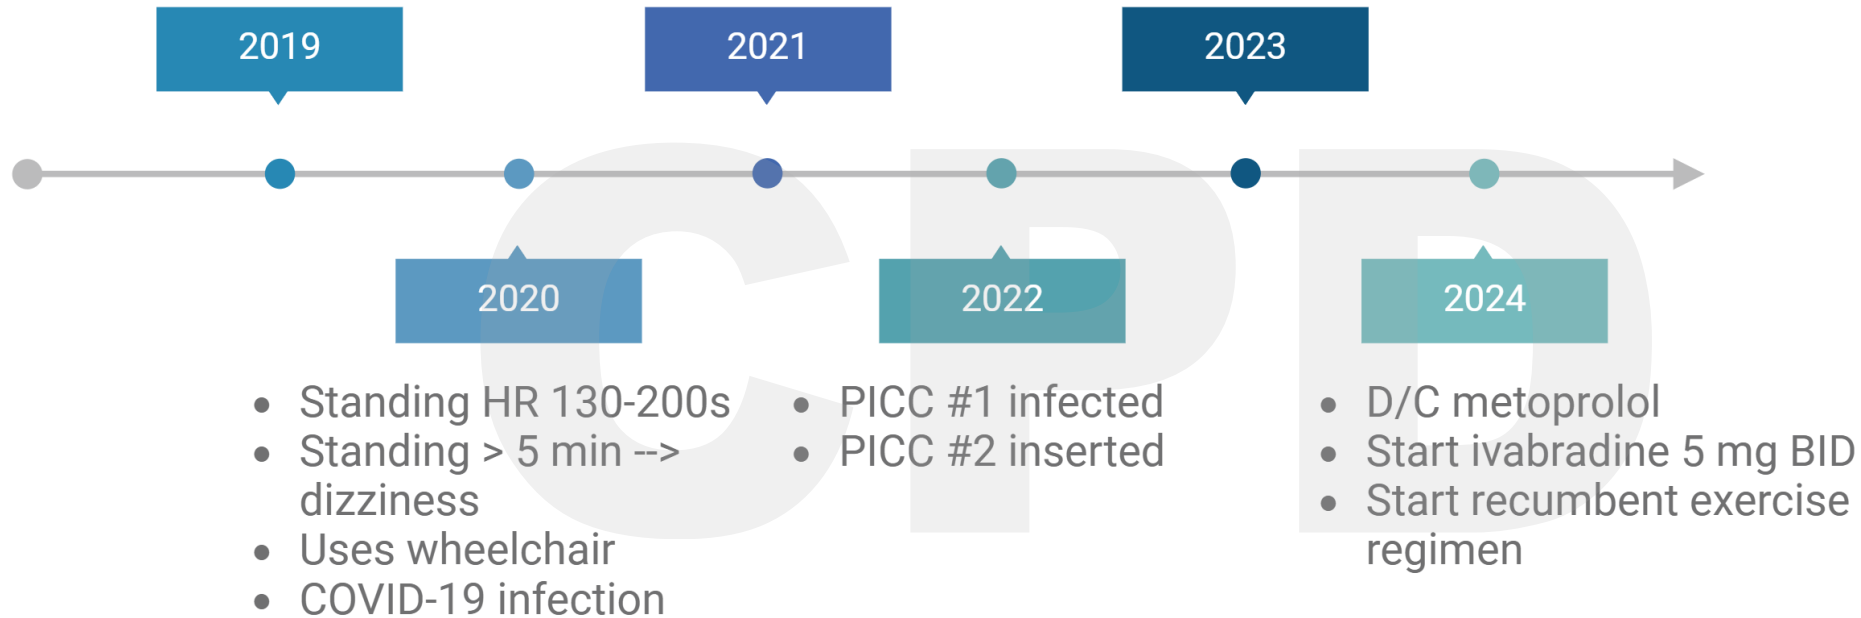 2019
2021
2023
2020
2022
2024
• Standing HR 130-200s
• Standing > 5 min -->
dizziness
• Uses wheelchair
• COVID-19 infection
• PICC #1 infected
• PICC #2 inserted
• D/C metoprolol
• Start ivabradine 5 mg BID
• Start recumbent exercise
regimen
CPD